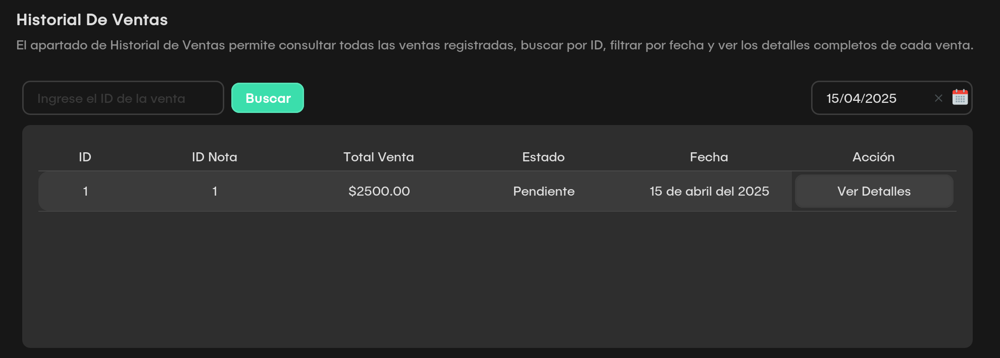 Historial De Ventas
El apartado de Historial de Ventas permite consultar todas las ventas registradas, buscar por ID, filtrar por fecha y ver los detalles completos de cada venta.
Ingrese el ID de la venta Buscar 15/04/2025 ×
ID ID Nota Total Venta Estado Fecha Acción
1 1 $2500.00 Pendiente 15 de abril del 2025 Ver Detalles